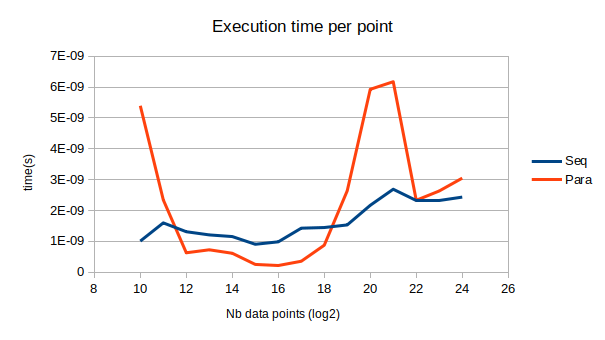 Execution time per point
7E-09
6E-09
5E-09
4E-09
3E-09
2E-09
1E-09
0
time(s)
8 10 12 14 16 18 20 22 24 26
Nb data points (log2)
Seq
Para